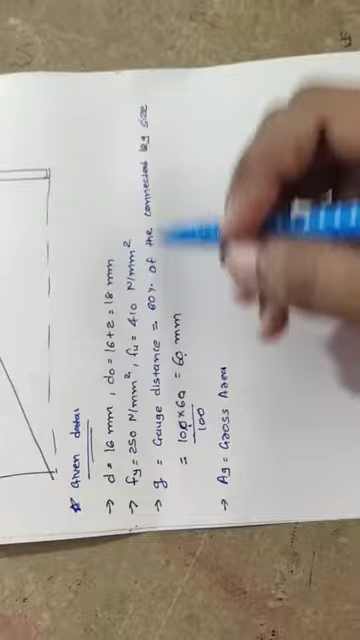 * Given data
→ d = 16 mm, do = 16+2 = 18 mm
→ fy = 250 N/mm², fu = 410 N/mm²
→ g = Gauge distance = 60% of the connected leg size
= 100×60/100 = 60 mm
→ Ag = Gross Area